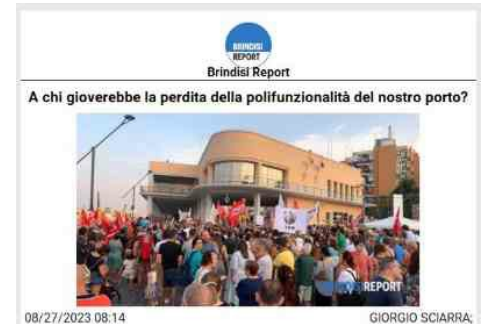 BRINDISI
REPORT
Brindisi Report
A chi gioverebbe la perdita della polifunzionalità del nostro porto?
BRINDISI REPORT
08/27/2023 08:14
GIORGIO SCIARRA;